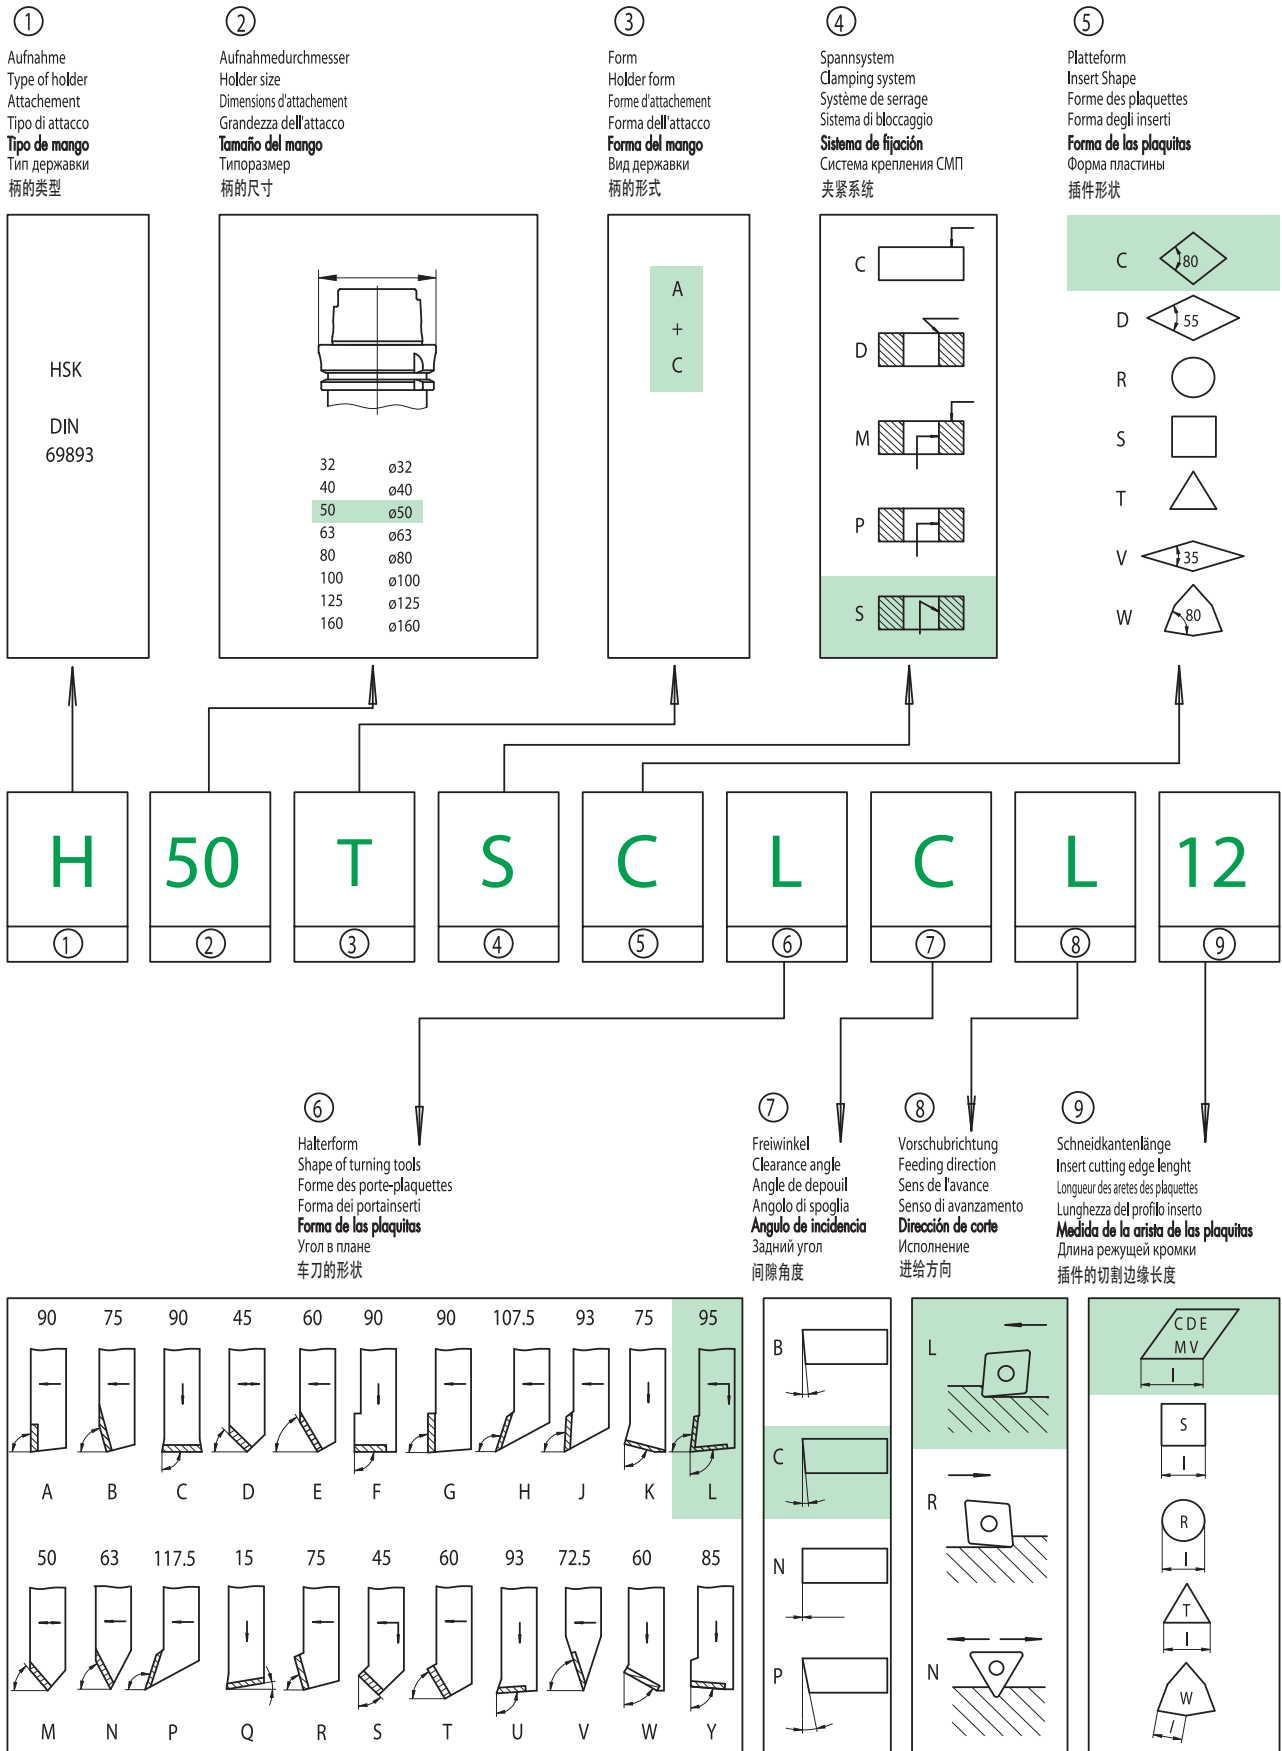 1
Aufnahme
Type of holder
Attachement
Tipo di attacco
Tipo de mango
Тип державки
柄的类型
2
Aufnahmedurchmesser
Holder size
Dimensions d'attachement
Grandezza dell'attacco
Tamaño del mango
Типоразмер
柄的尺寸
3
Form
Holder form
Forme d'attachement
Forma dell'attacco
Forma del mango
Вид державки
柄的形式
4
Spannsystem
Clamping system
Système de serrage
Sistema di bloccaggio
Sistema de fijación
Система крепления СМП
夹紧系统
5
Platteform
Insert Shape
Forme des plaquettes
Forma degli inserti
Forma de las plaquitas
Форма пластины
插件形状
HSK
DIN
69893
32 ø32
40 ø40
50 ø50
63 ø63
80 ø80
100 ø100
125 ø125
160 ø160
A
+
C
C
D
M
P
S
C 80
D 55
R
S
T
V 35
W 80
H 50 T S C L C L 12
1 2 3 4 5 6 7 8 9
6
Halterform
Shape of turning tools
Forme des porte-plaquettes
Forma dei portainserti
Forma de las plaquitas
Угол в плане
车刀的形状
7
Freiwinkel
Clearance angle
Angle de depouil
Angolo di spoglia
Angulo de incidencia
Задний угол
间隙角度
8
Vorschubrichtung
Feeding direction
Sens de l'avance
Senso di avanzamento
Dirección de corte
Исполнение
进给方向
9
Schneidkantenlänge
Insert cutting edge lenght
Longueur des aretes des plaquettes
Lunghezza del profilo inserto
Medida de la arista de las plaquitas
Длина режущей кромки
插件的切割边缘长度
90 75 90 45 60 90 90 107.5 93 75 95
A B C D E F G H J K L
50 63 117.5 15 75 45 60 93 72.5 60 85
M N P Q R S T U V W Y
B
C
N
P
L
R
N
C D E
M V
l
S
l
R
l
T
l
W
l